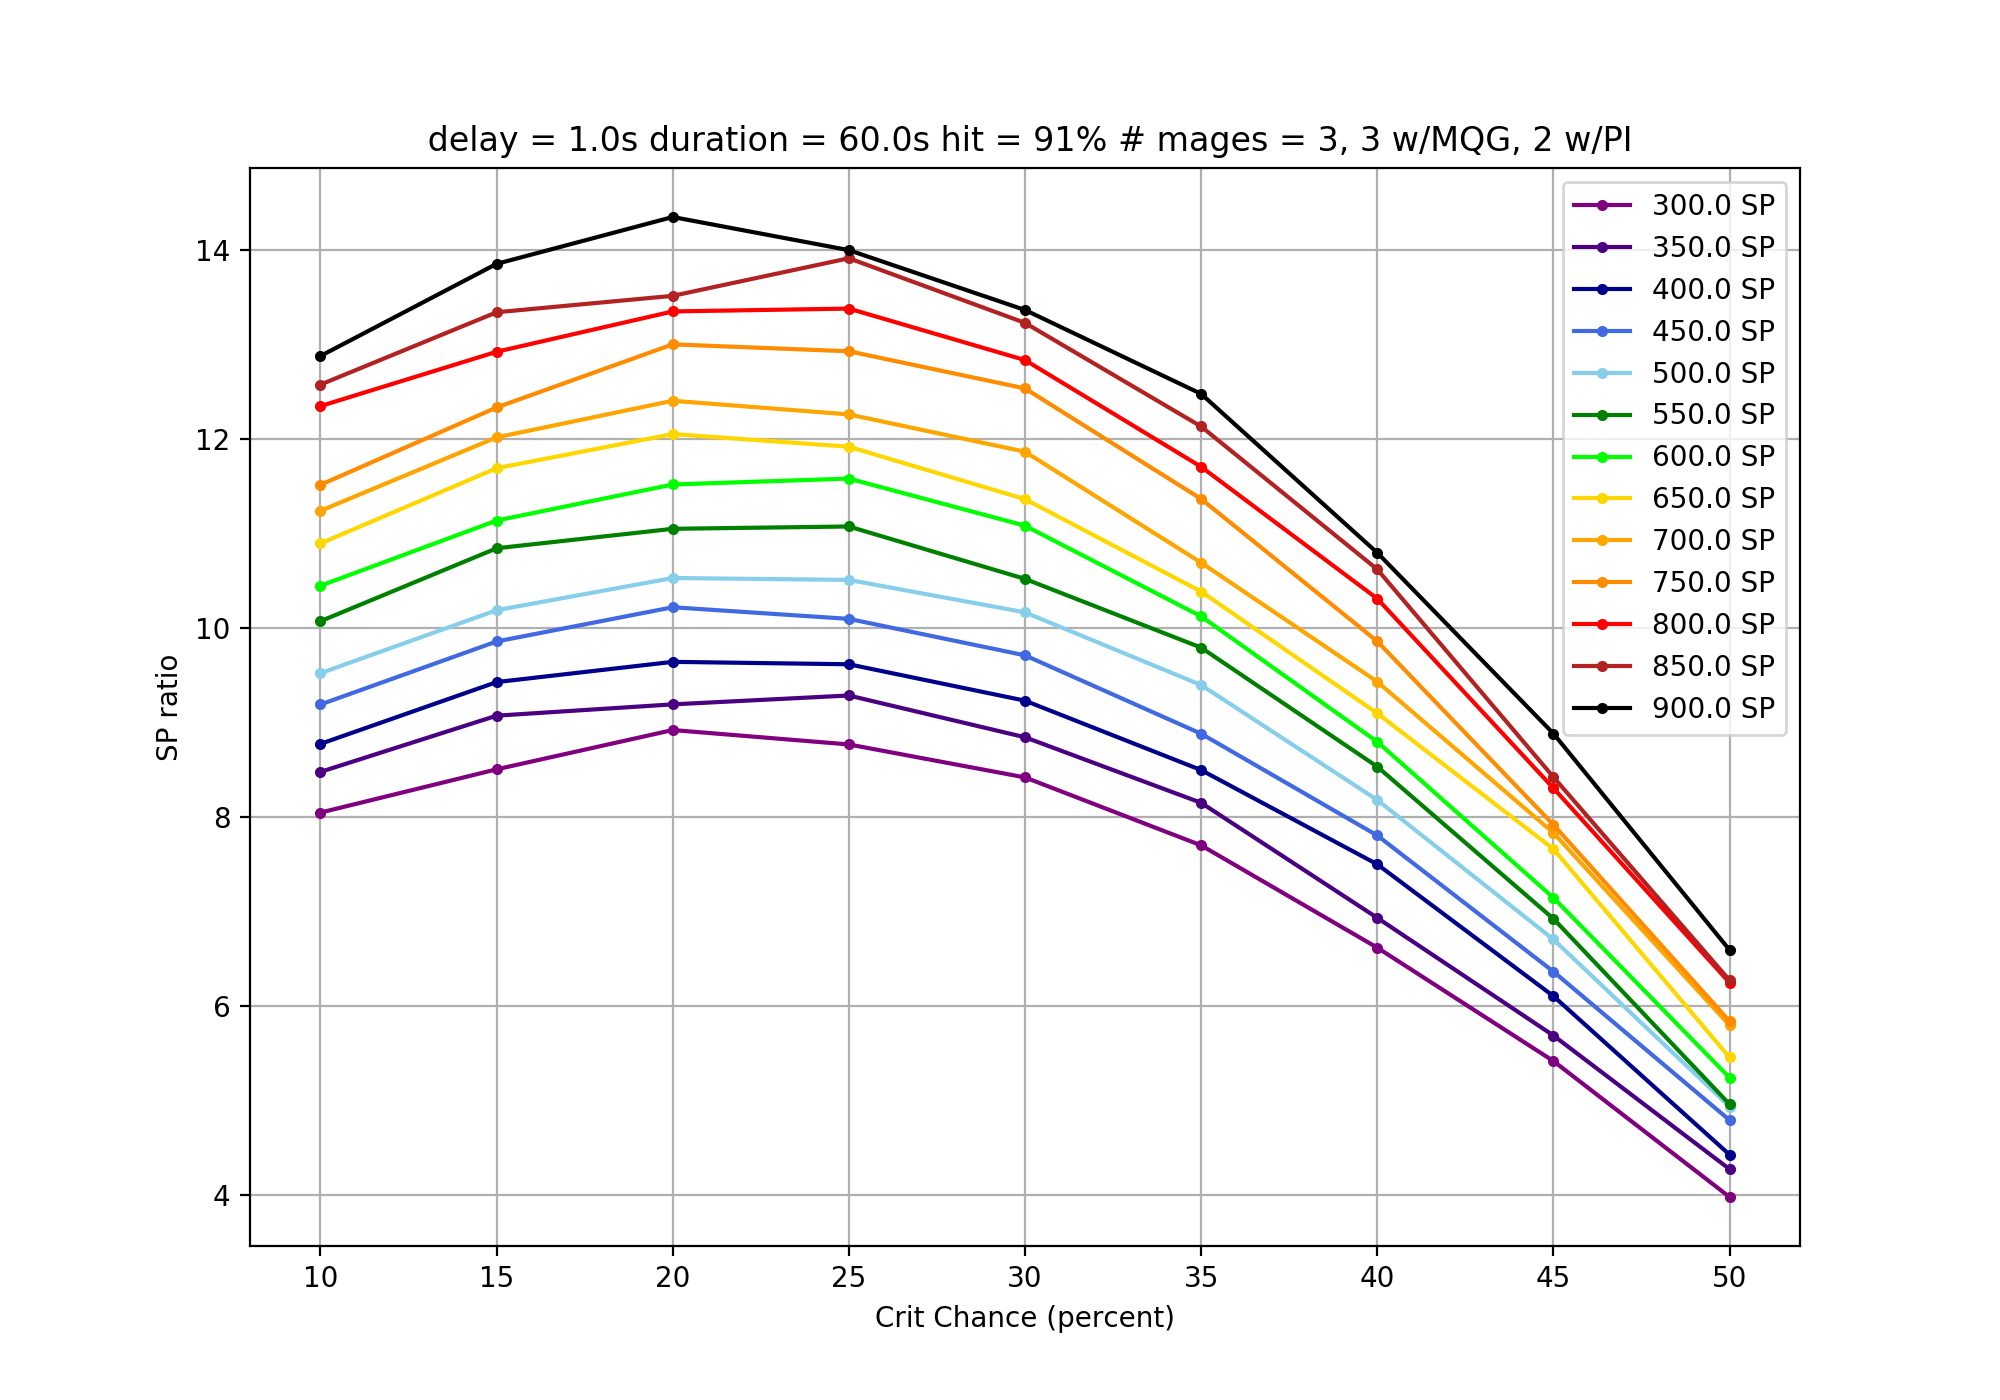 delay = 1.0s duration = 60.0s hit = 91% # mages = 3, 3 w/MQG, 2 w/PI
300.0 SP
350.0 SP
400.0 SP
450.0 SP
500.0 SP
550.0 SP
600.0 SP
650.0 SP
700.0 SP
750.0 SP
800.0 SP
850.0 SP
900.0 SP
14
12
10
8
6
4
SP ratio
10 15 20 25 30 35 40 45 50
Crit Chance (percent)